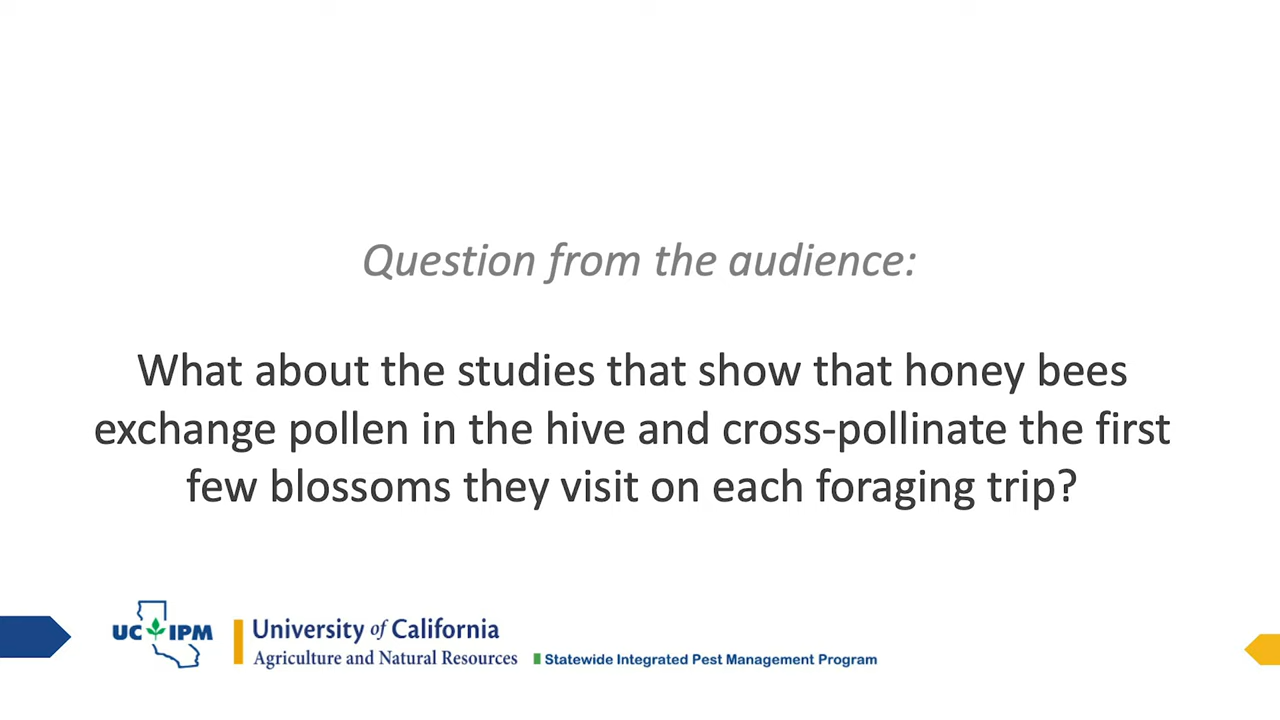 Question from the audience:
What about the studies that show that honey bees
exchange pollen in the hive and cross-pollinate the first
few blossoms they visit on each foraging trip?
UC IPM
University of California
Agriculture and Natural Resources
Statewide Integrated Pest Management Program